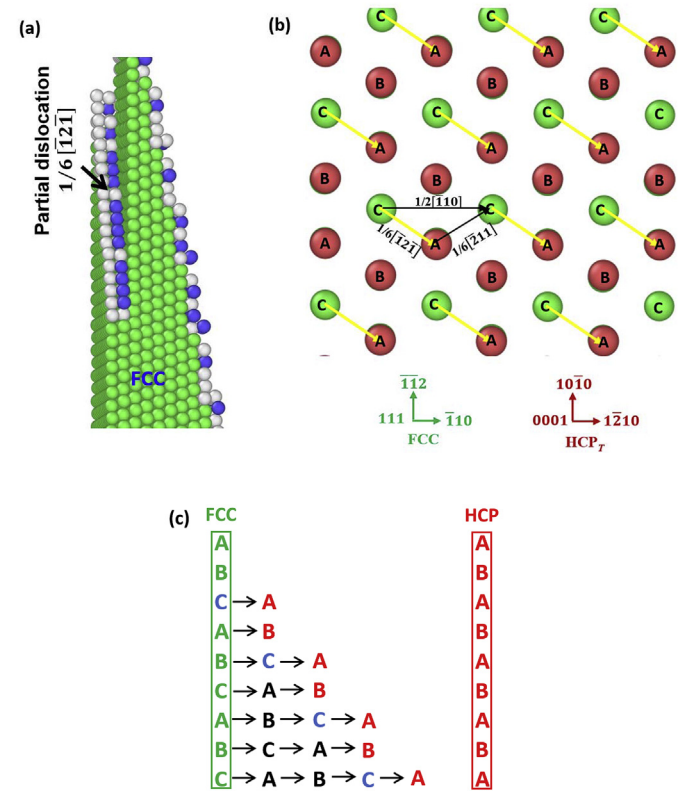 (a)
Partial dislocation
1/6 [1̄21̄]
FCC
(b)
C C C
A A A A
B B B
C C C C
A A A
B B B B
1/2[1̄10]
C C C
1/6[1̄21̄] 1/6[2̄11]
A A A A
B B B
C C C C
A A A
1̄1̄2
111 1̄10
FCC
101̄0
0001 12̄10
HCP_T
(c)
FCC HCP
A A
B B
C → A A
A → B B
B → C → A A
C → A → B B
A → B → C → A A
B → C → A → B B
C → A → B → C → A A